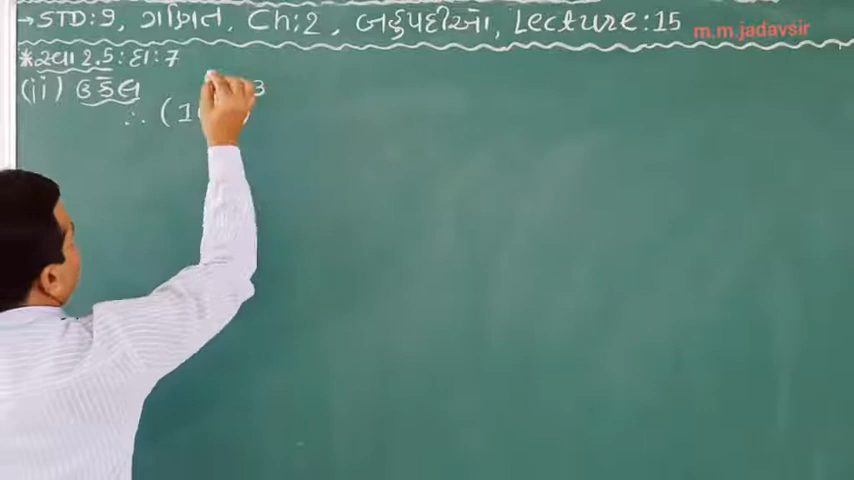 →STD:9, ગણિત, Ch:2, બહુપદીઓ, Lecture:15
m.m.jadavsir
*સ્વા 2.5: દા:7
(ii) ઉકેલ
∴ (1